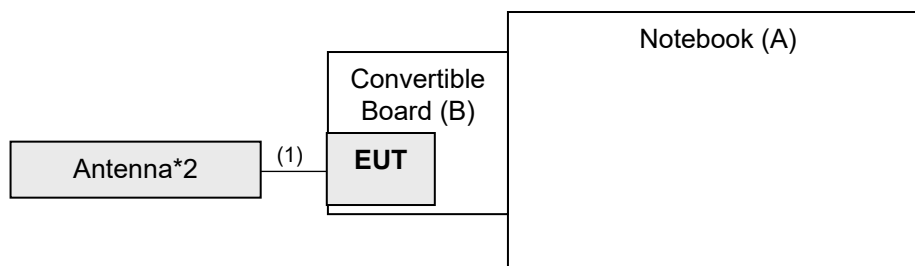 Notebook (A)
Convertible
Board (B)
Antenna*2
(1)
EUT